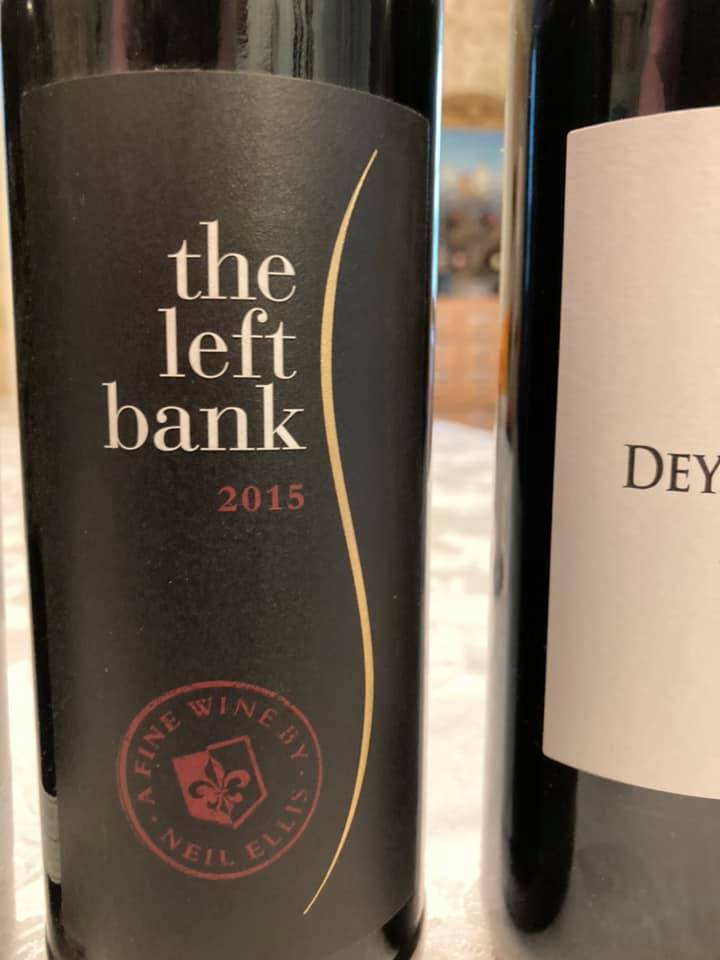 the
left
bank
2015
A FINE WINE BY
NEIL ELLIS
DEY